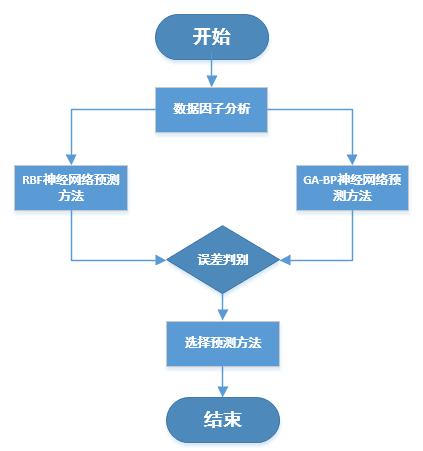 开始
数据因子分析
RBF神经网络预测
方法
GA-BP神经网络预
测方法
误差判别
选择预测方法
结束